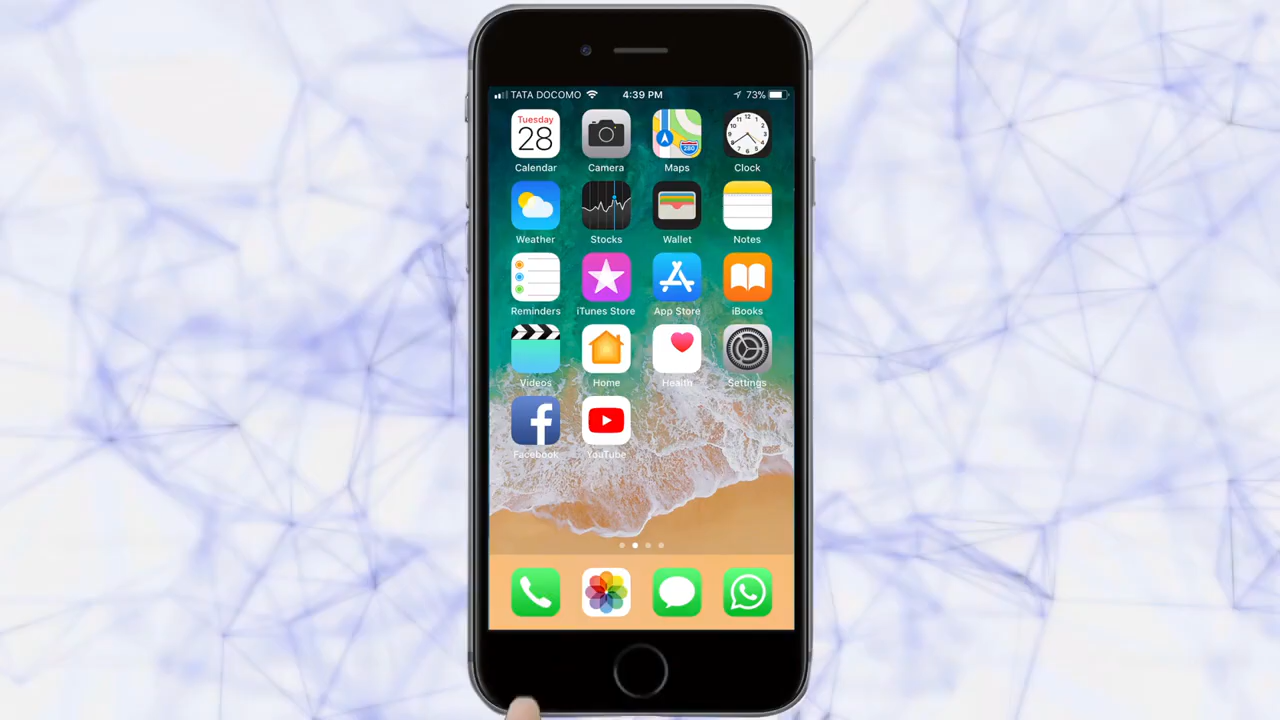 TATA DOCOMO 4:39 PM 73%
Tuesday
28
Calendar Camera Maps Clock
280
Weather Stocks Wallet Notes
Reminders iTunes Store App Store iBooks
Videos Home Health Settings
Facebook YouTube